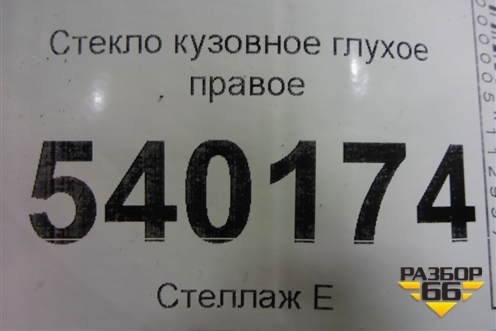 Стекло кузовное глухое
правое
540174
Стеллаж Е
РАЗБОР
66